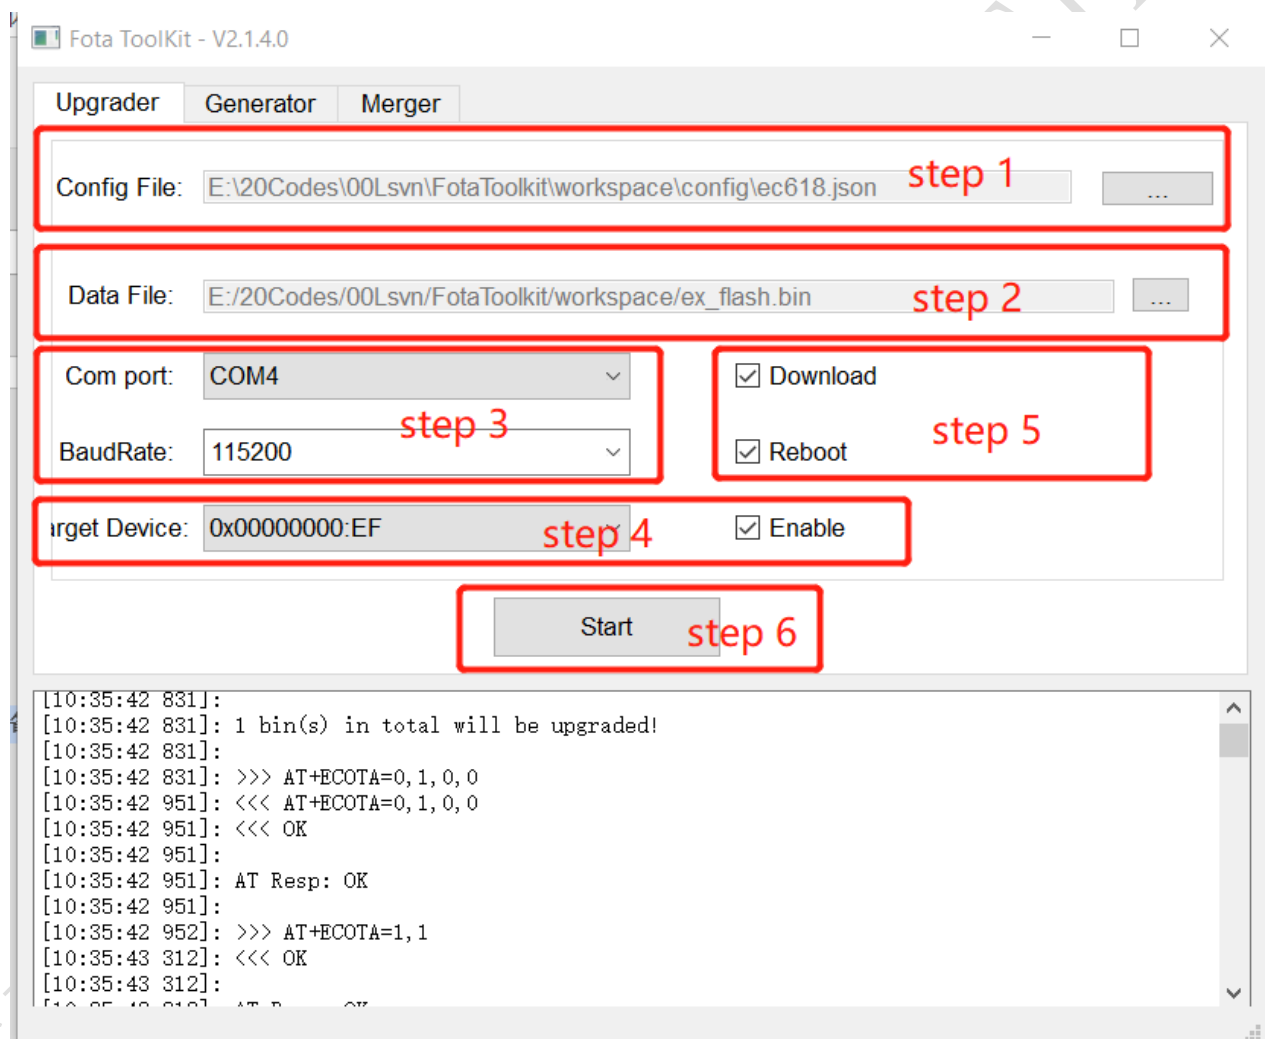 Fota ToolKit - V2.1.4.0
Upgrader Generator Merger
Config File: E:\20Codes\00Lsvn\FotaToolkit\workspace\config\ec618.json step 1 ...
Data File: E:/20Codes/00Lsvn/FotaToolkit/workspace/ex_flash.bin step 2 ...
Com port: COM4 Download
step 3 step 5
BaudRate: 115200 Reboot
arget Device: 0x00000000:EF step 4 Enable
Start step 6
[10:35:42 831]:
[10:35:42 831]: 1 bin(s) in total will be upgraded!
[10:35:42 831]:
[10:35:42 831]: >>> AT+ECOTA=0,1,0,0
[10:35:42 951]: <<< AT+ECOTA=0,1,0,0
[10:35:42 951]: <<< OK
[10:35:42 951]:
[10:35:42 951]: AT Resp: OK
[10:35:42 951]:
[10:35:42 952]: >>> AT+ECOTA=1,1
[10:35:43 312]: <<< OK
[10:35:43 312]: